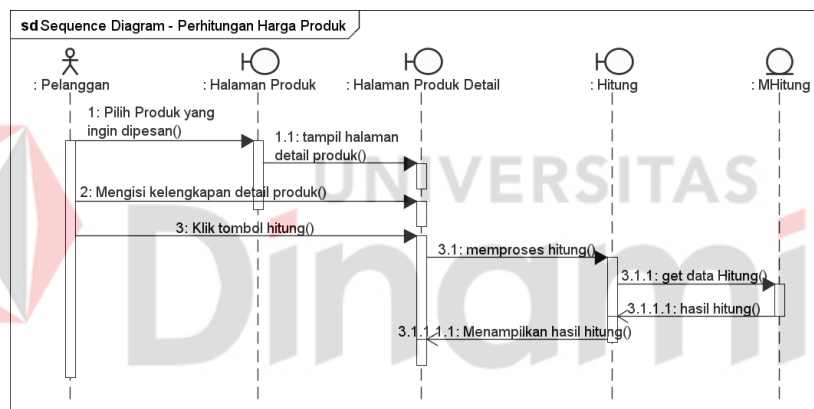 sd Sequence Diagram - Perhitungan Harga Produk
: Pelanggan
: Halaman Produk
: Halaman Produk Detail
: Hitung
: MHitung
1: Pilih Produk yang
ingin dipesan()
1.1: tampil halaman
detail produk()
2: Mengisi kelengkapan detail produk()
3: Klik tombol hitung()
3.1: memproses hitung()
3.1.1: get data Hitung()
3.1.1.1: hasil hitung()
3.1.1.1.1: Menampilkan hasil hitung()
UNIVERSITAS
Dinami